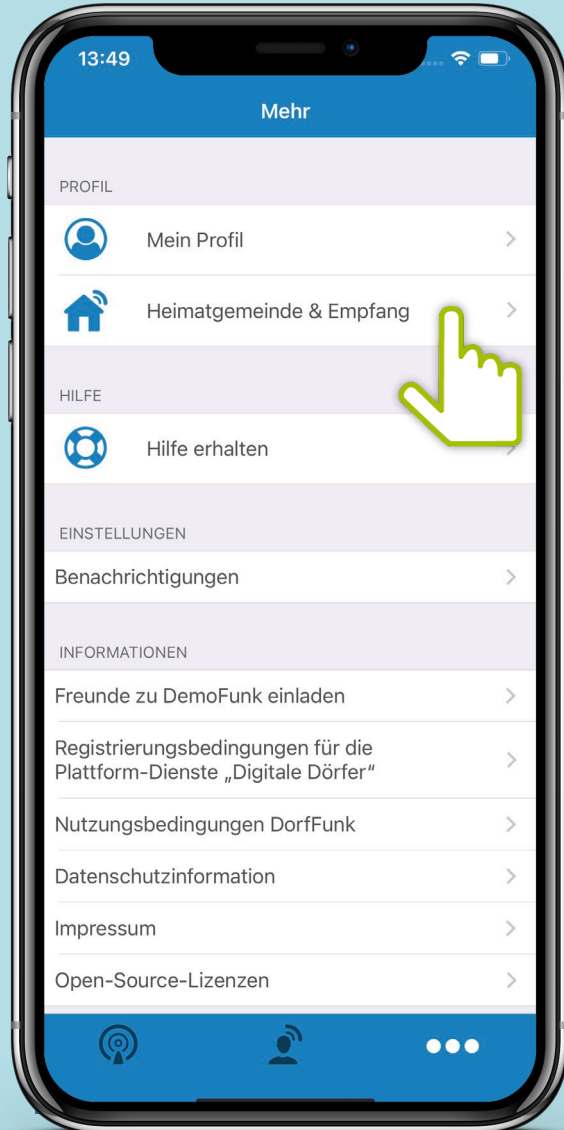 13:49
Mehr
PROFIL
Mein Profil
Heimatgemeinde & Empfang
HILFE
Hilfe erhalten
EINSTELLUNGEN
Benachrichtigungen
INFORMATIONEN
Freunde zu DemoFunk einladen
Registrierungsbedingungen für die
Plattform-Dienste „Digitale Dörfer“
Nutzungsbedingungen DorfFunk
Datenschutzinformation
Impressum
Open-Source-Lizenzen